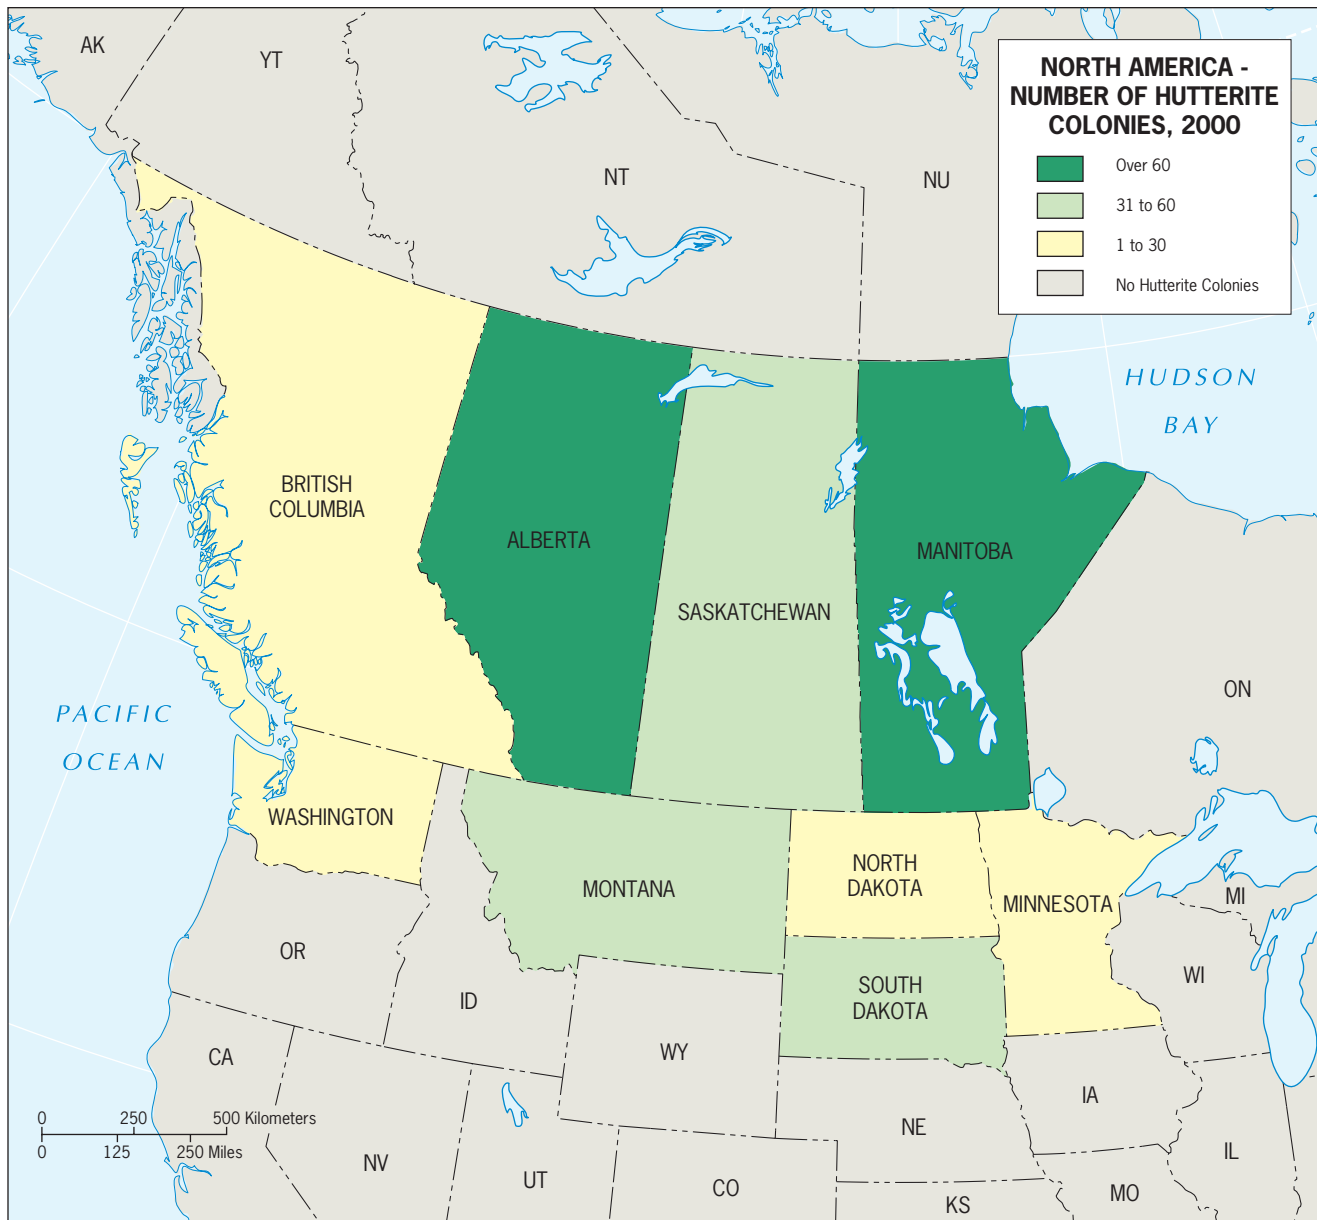 NORTH AMERICA -
NUMBER OF HUTTERITE
COLONIES, 2000
Over 60
31 to 60
1 to 30
No Hutterite Colonies
AK
YT
NT
NU
HUDSON
BAY
BRITISH
COLUMBIA
ALBERTA
MANITOBA
SASKATCHEWAN
ON
PACIFIC
OCEAN
WASHINGTON
MONTANA
NORTH
DAKOTA
MINNESOTA
MI
OR
ID
SOUTH
DAKOTA
WI
CA
WY
IA
NE
NV
UT
CO
KS
MO
IL
0 250 500 Kilometers
0 125 250 Miles